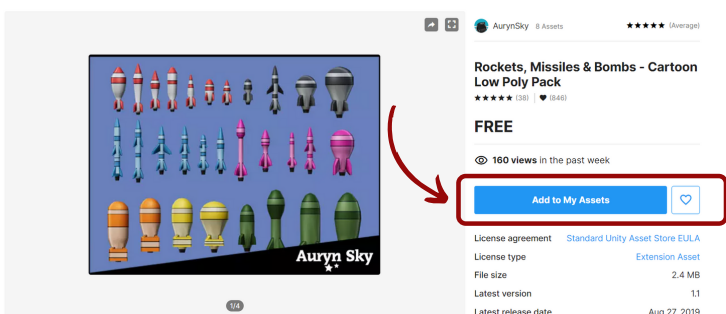 AurynSky 8 Assets ★★★★★ (Average)
Rockets, Missiles & Bombs - Cartoon
Low Poly Pack
★★★★★ (38) | ♥ (846)
FREE
160 views in the past week
Add to My Assets
License agreement Standard Unity Asset Store EULA
License type Extension Asset
File size 2.4 MB
Latest version 1.1
Latest release date Aug 27, 2019
Auryn Sky
1/4